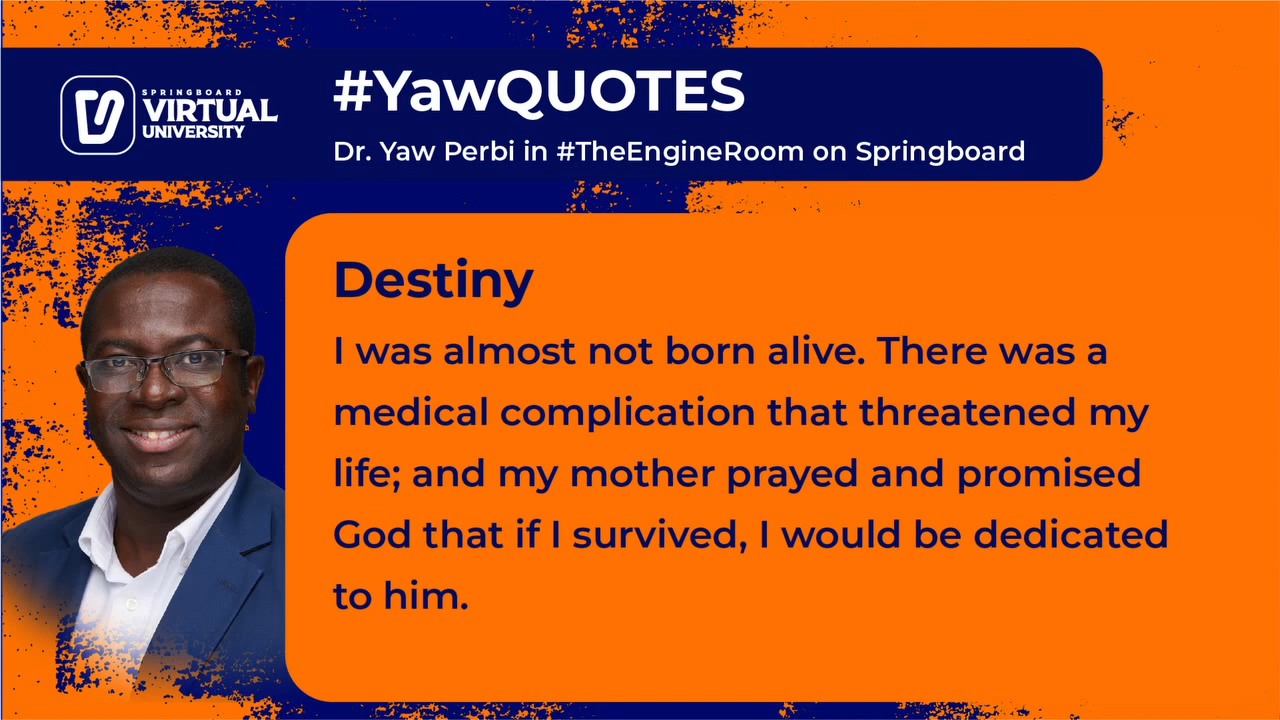 SPRINGBOARD
VIRTUAL
UNIVERSITY
#YawQUOTES
Dr. Yaw Perbi in #TheEngineRoom on Springboard
Destiny
I was almost not born alive. There was a
medical complication that threatened my
life; and my mother prayed and promised
God that if I survived, I would be dedicated
to him.